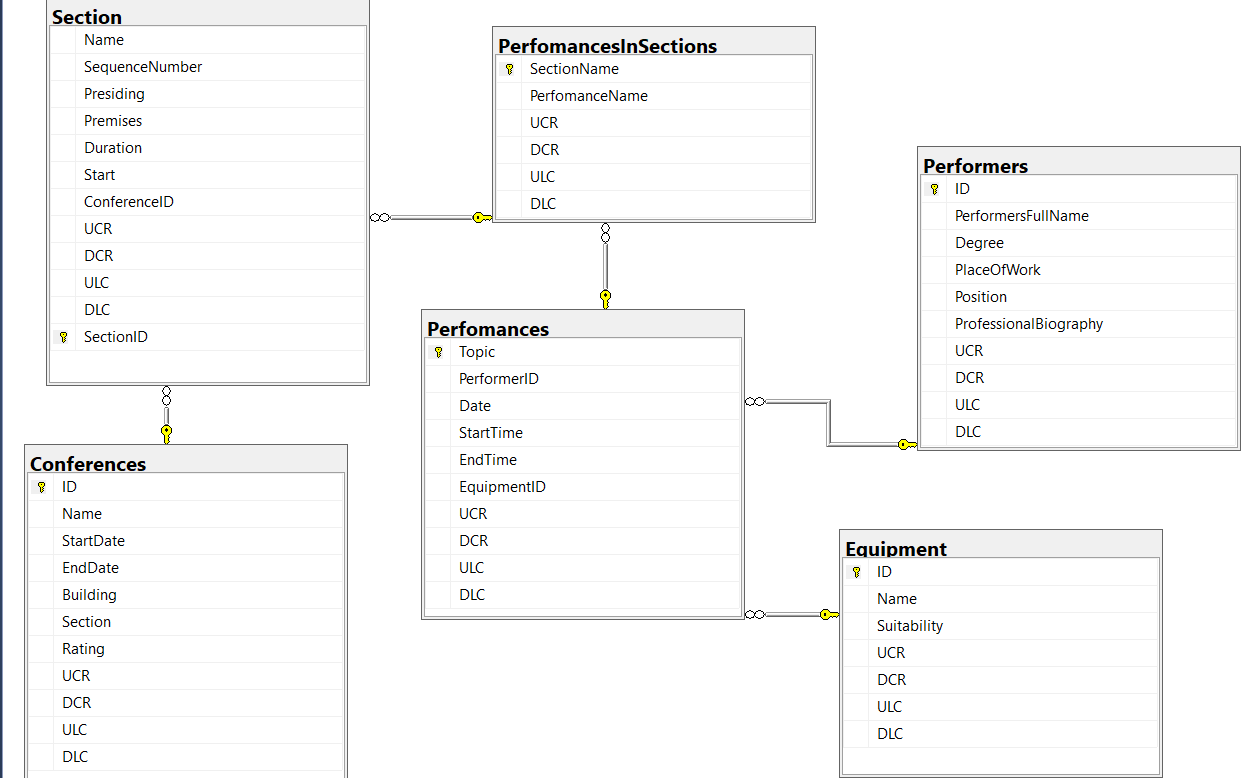 Section
Name
SequenceNumber
Presiding
Premises
Duration
Start
ConferenceID
UCR
DCR
ULC
DLC
SectionID
PerfomancesInSections
SectionName
PerfomanceName
UCR
DCR
ULC
DLC
Performers
ID
PerformersFullName
Degree
PlaceOfWork
Position
ProfessionalBiography
UCR
DCR
ULC
DLC
Perfomances
Topic
PerformerID
Date
StartTime
EndTime
EquipmentID
UCR
DCR
ULC
DLC
Conferences
ID
Name
StartDate
EndDate
Building
Section
Rating
UCR
DCR
ULC
DLC
Equipment
ID
Name
Suitability
UCR
DCR
ULC
DLC